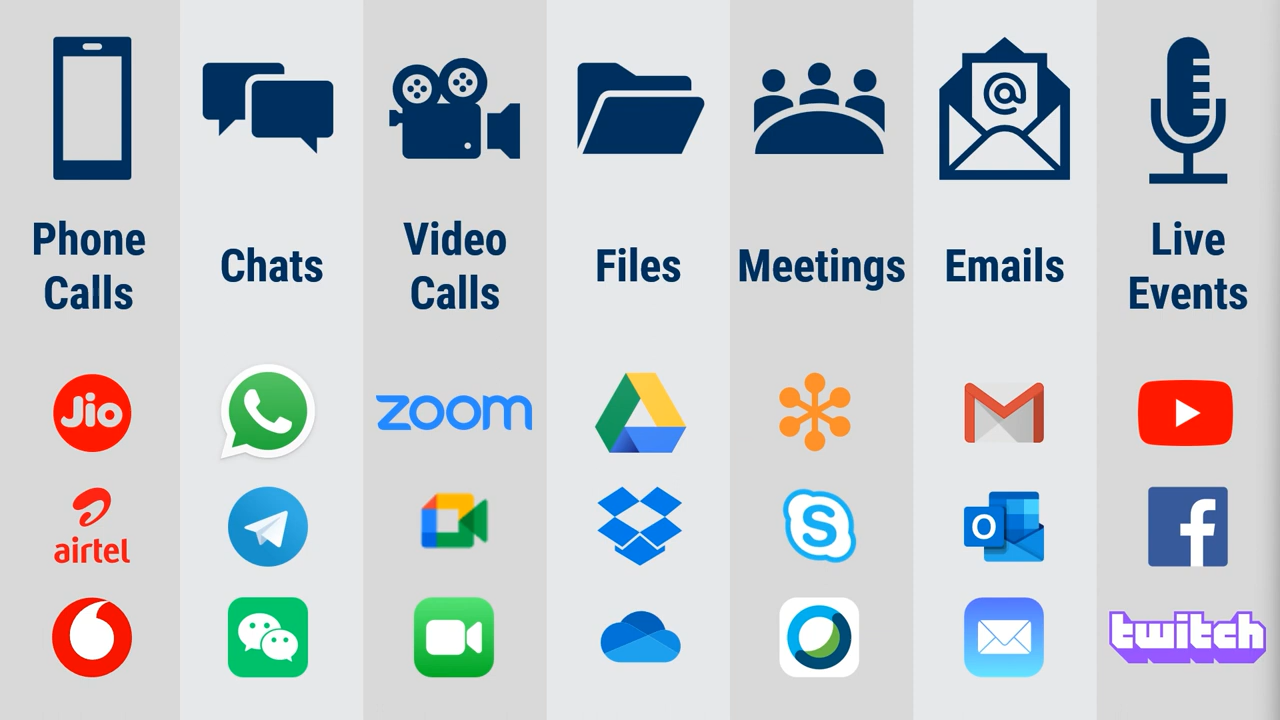 Phone
Calls
Chats
Video
Calls
Files
Meetings
Emails
Live
Events
Jio
zoom
airtel
S
O
f
twitch
@